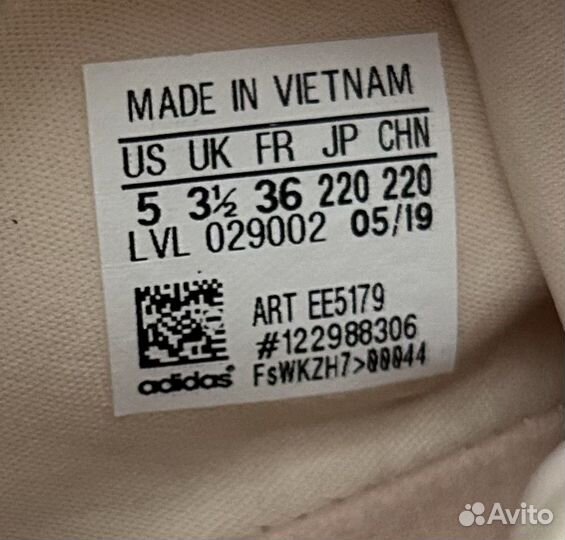 MADE IN VIETNAM
US UK FR JP CHN
5 3½ 36 220 220
LVL 029002 05/19
ART EE5179
#122988306
adidas FsWKZH7>00044
Avito